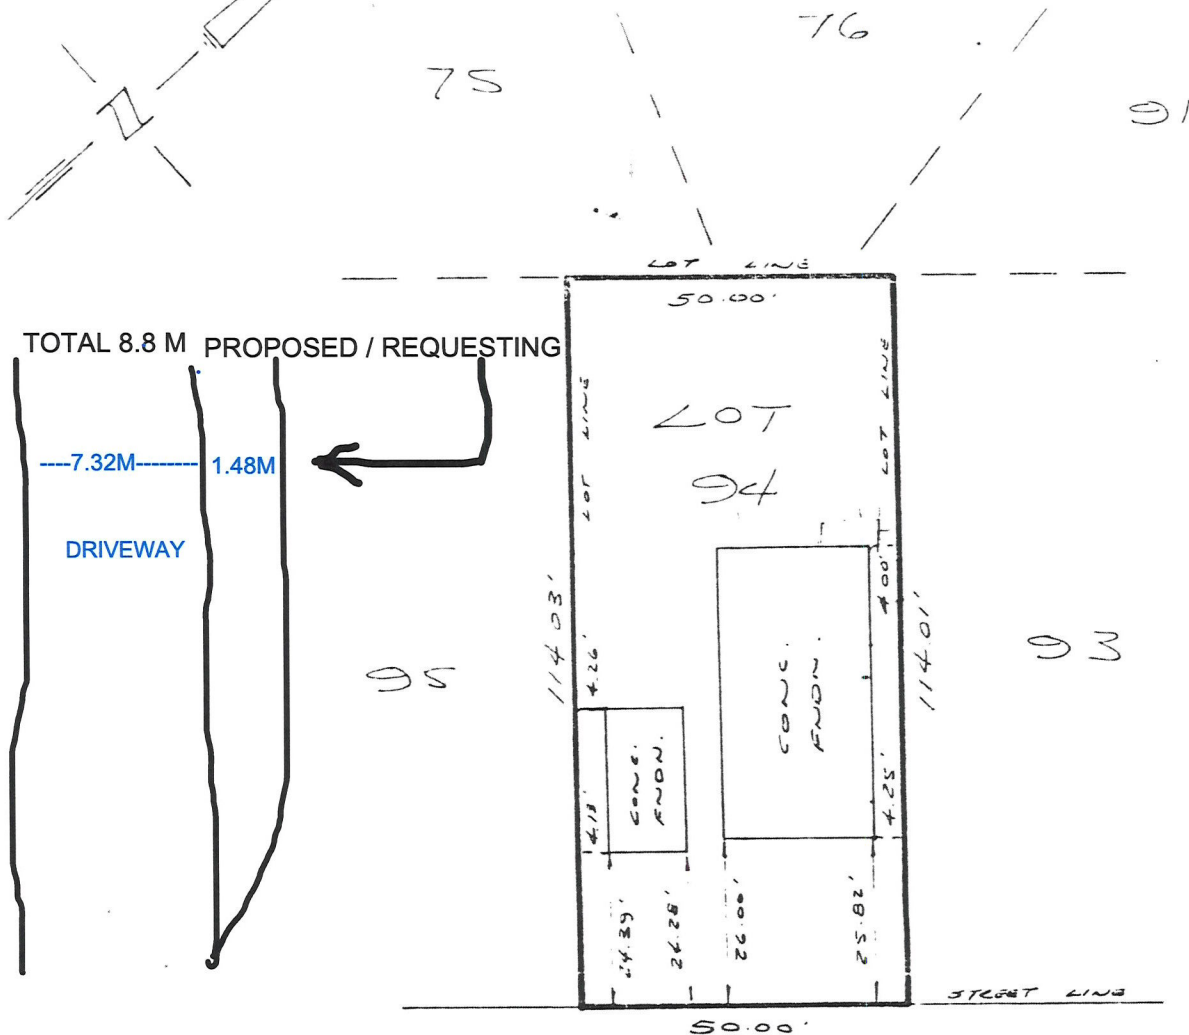 76
75
91
Z
LOT LINE
50.00'
TOTAL 8.8 M PROPOSED / REQUESTING
LOT LINE
LOT LINE
LOT
94
----7.32M-------- 1.48M
DRIVEWAY
4.00'
114.03'
114.01'
4.26'
95
93
CONC.
FNDN.
CONC.
FNDN.
4.13'
4.25'
24.39'
26.00'
25.82'
STREET LINE
50.00'